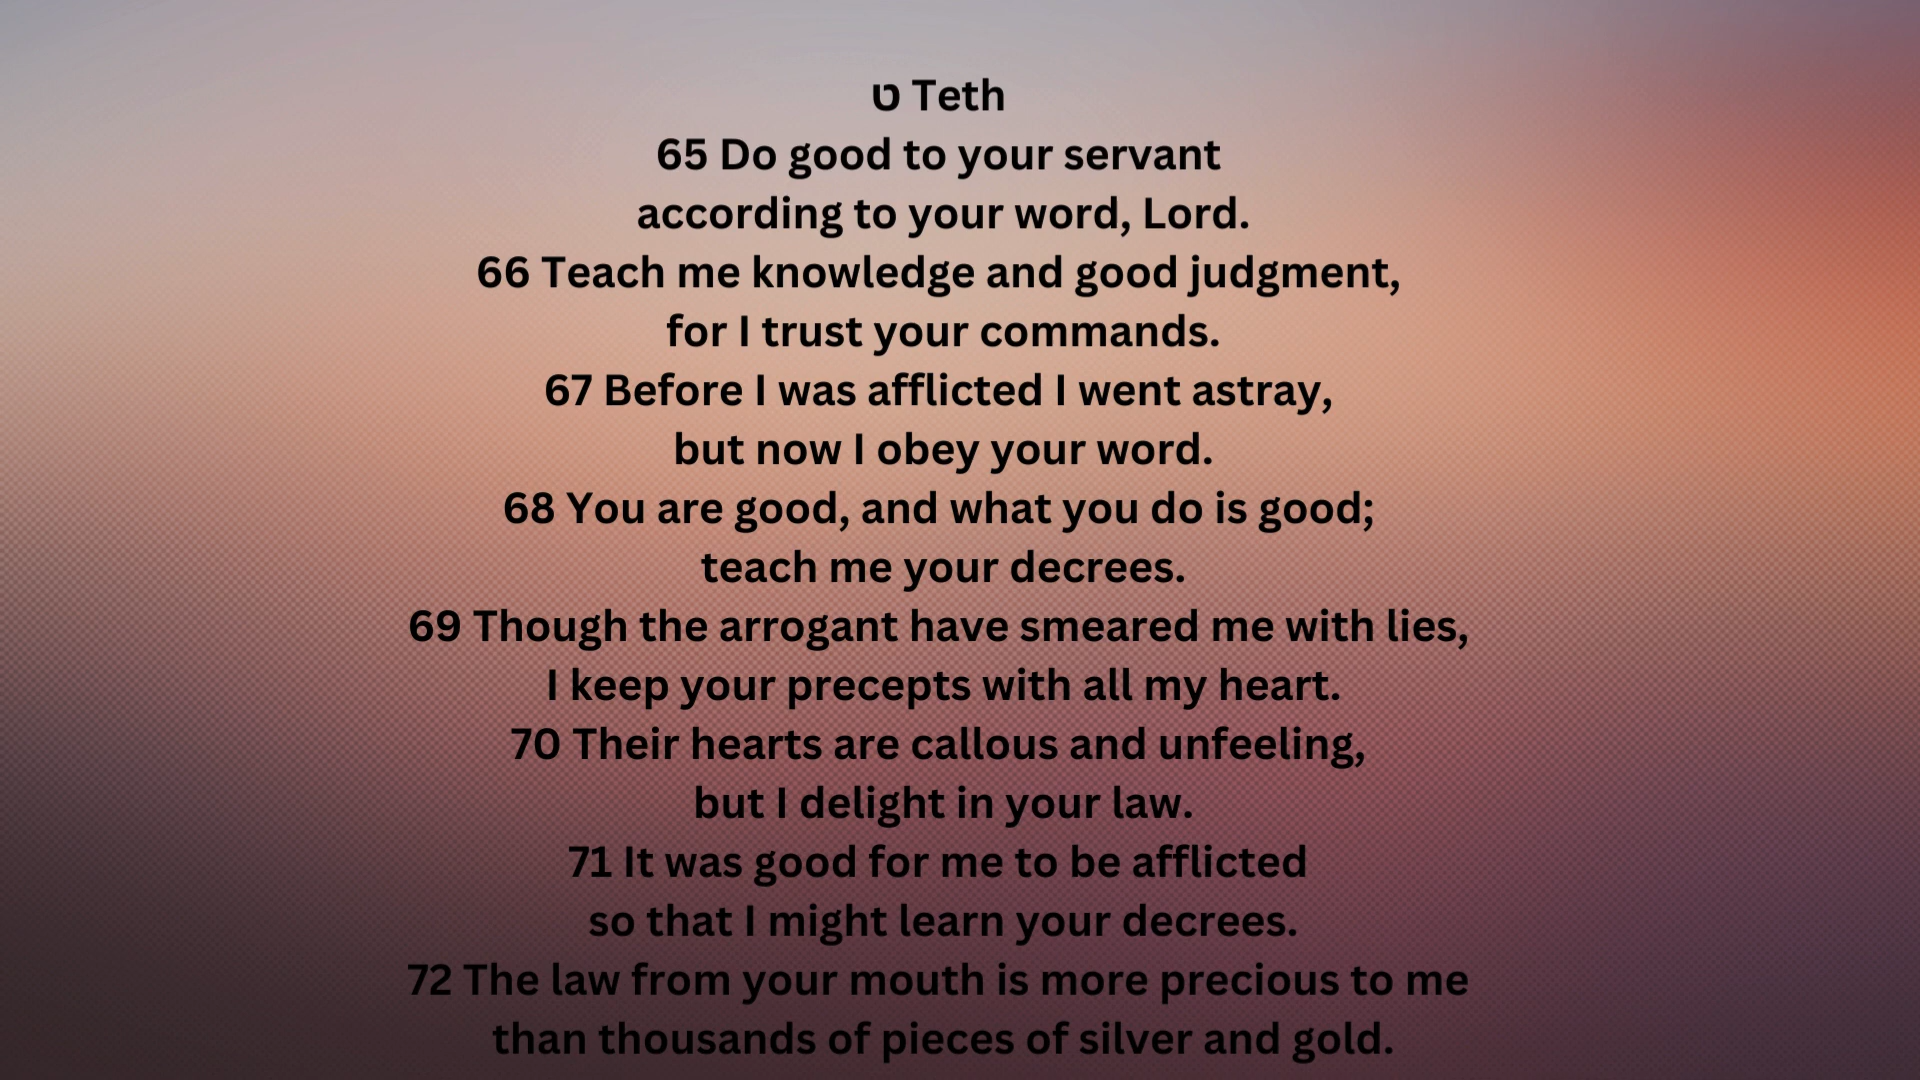 ט Teth
65 Do good to your servant
according to your word, Lord.
66 Teach me knowledge and good judgment,
for I trust your commands.
67 Before I was afflicted I went astray,
but now I obey your word.
68 You are good, and what you do is good;
teach me your decrees.
69 Though the arrogant have smeared me with lies,
I keep your precepts with all my heart.
70 Their hearts are callous and unfeeling,
but I delight in your law.
71 It was good for me to be afflicted
so that I might learn your decrees.
72 The law from your mouth is more precious to me
than thousands of pieces of silver and gold.